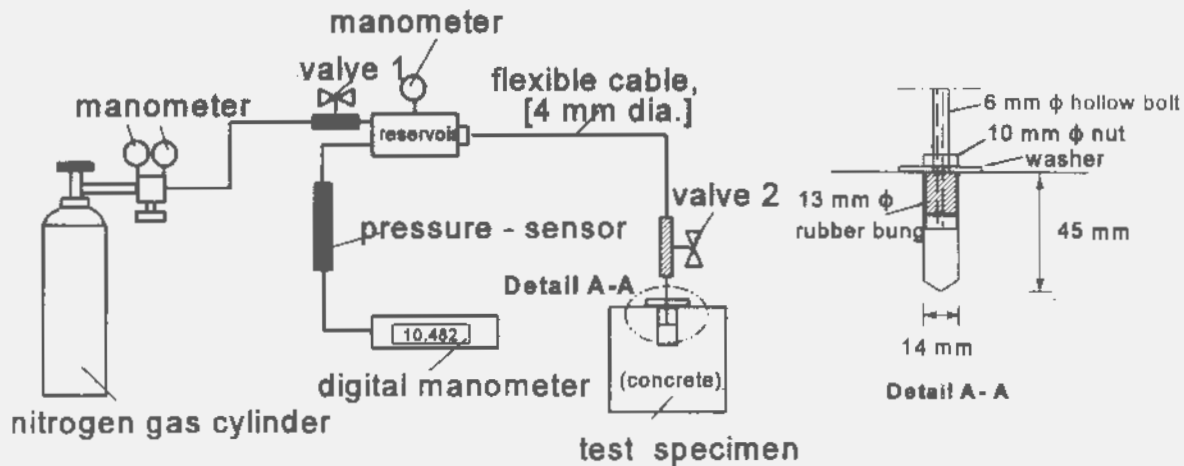 manometer
valve 1
flexible cable,
[4 mm dia.]
manometer
reservoir
6 mm ϕ hollow bolt
10 mm ϕ nut
washer
valve 2
13 mm ϕ
rubber bung
45 mm
pressure - sensor
Detail A-A
10,482
14 mm
(concrete)
digital manometer
Detail A- A
nitrogen gas cylinder
test specimen